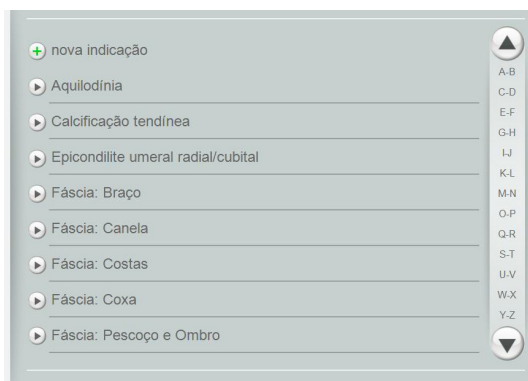 nova indicação
Aquilodínia
Calcificação tendínea
Epicondilite umeral radial/cubital
Fáscia: Braço
Fáscia: Canela
Fáscia: Costas
Fáscia: Coxa
Fáscia: Pescoço e Ombro
A-B
C-D
E-F
G-H
I-J
K-L
M-N
O-P
Q-R
S-T
U-V
W-X
Y-Z